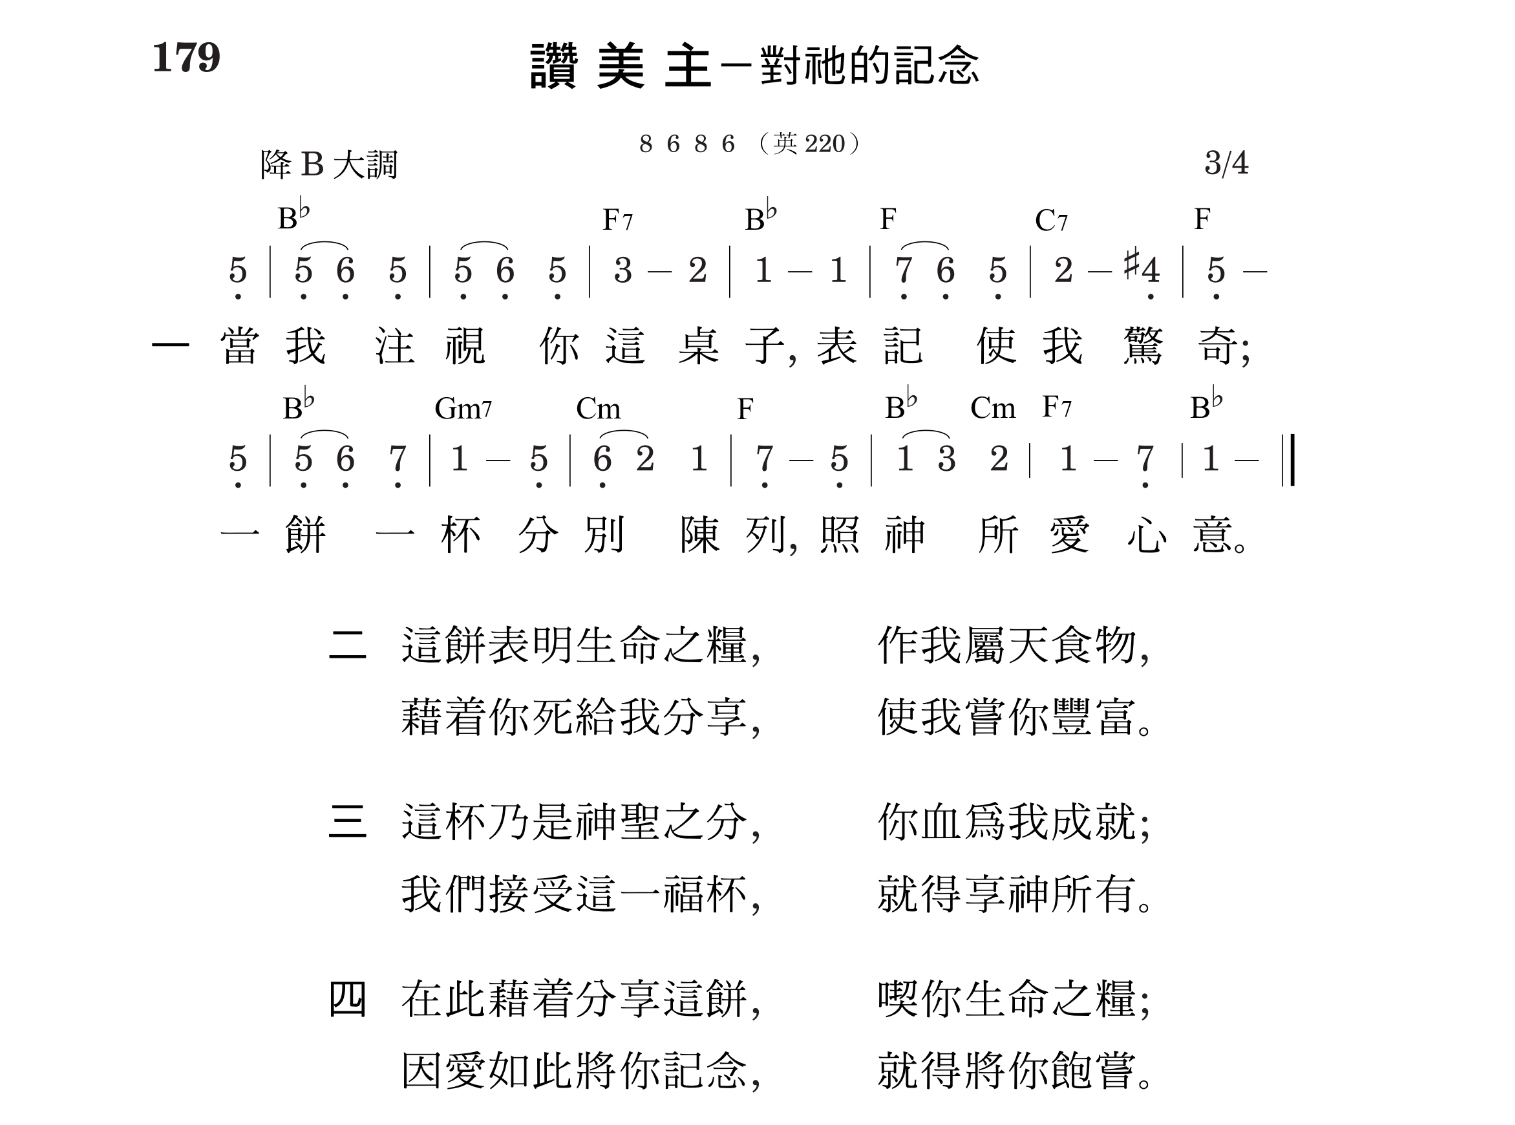 179 讚美主－對祂的記念
8 6 8 6（英220）
降 B 大調 3/4
B♭ F7 B♭ F C7 F
5 | 5 6 5 | 5 6 5 | 3 – 2 | 1 – 1 | 7 6 5 | 2 – ♯4 | 5 –
一 當我注視你這桌子, 表記使我驚奇;
B♭ Gm7 Cm F B♭ Cm F7 B♭
5 | 5 6 7 | 1 – 5 | 6 2 1 | 7 – 5 | 1 3 2 | 1 – 7 | 1 – ‖
一餅一杯分別陳列, 照神所愛心意。
二 這餅表明生命之糧, 作我屬天食物,
藉着你死給我分享, 使我嘗你豐富。
三 這杯乃是神聖之分, 你血爲我成就;
我們接受這一福杯, 就得享神所有。
四 在此藉着分享這餅, 喫你生命之糧;
因愛如此將你記念, 就得將你飽嘗。